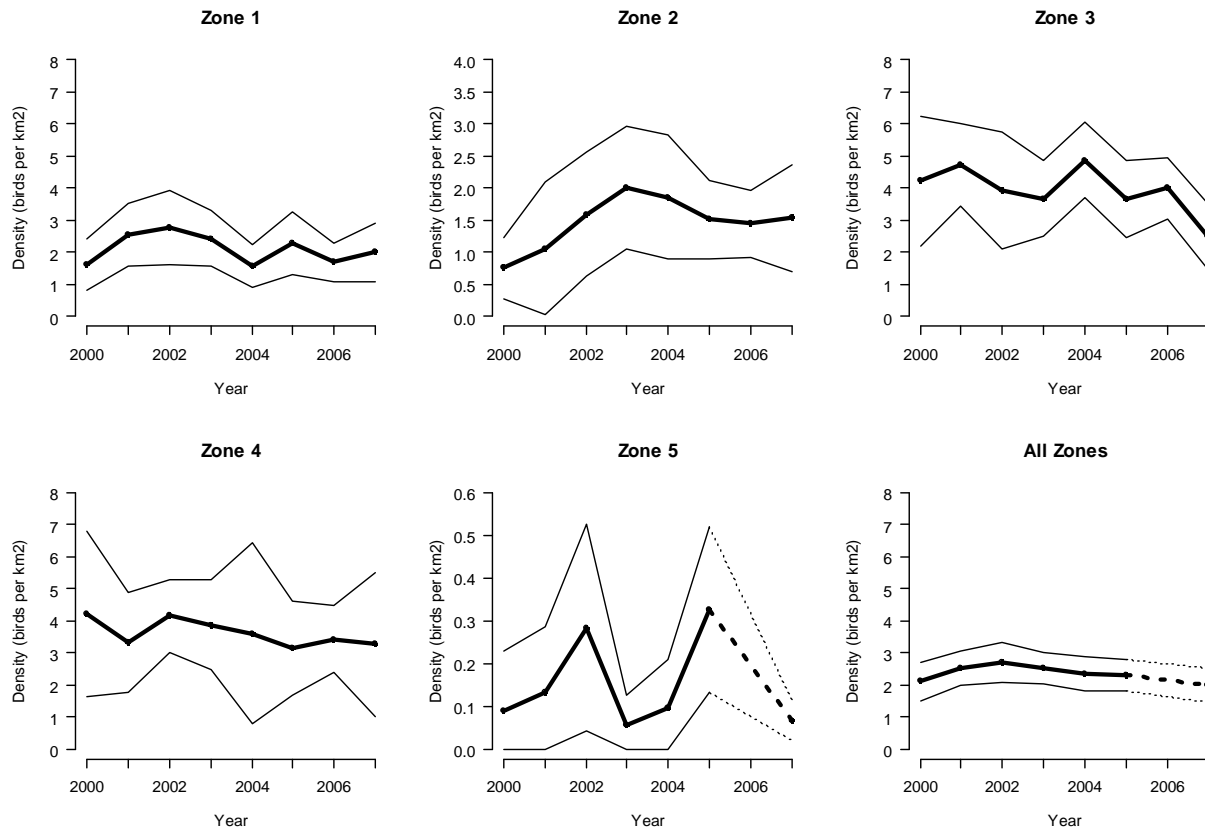 Zone 1
Density (birds per km2)
8
7
6
5
4
3
2
1
0
2000 2002 2004 2006
Year
Zone 2
Density (birds per km2)
4.0
3.0
2.5
2.0
1.5
1.0
0.5
0.0
2000 2002 2004 2006
Year
Zone 3
Density (birds per km2)
8
7
6
5
4
3
2
1
0
2000 2002 2004 2006
Year
Zone 4
Density (birds per km2)
8
7
6
5
4
3
2
1
0
2000 2002 2004 2006
Year
Zone 5
Density (birds per km2)
0.6
0.5
0.4
0.3
0.2
0.1
0.0
2000 2002 2004 2006
Year
All Zones
Density (birds per km2)
8
7
6
5
4
3
2
1
0
2000 2002 2004 2006
Year